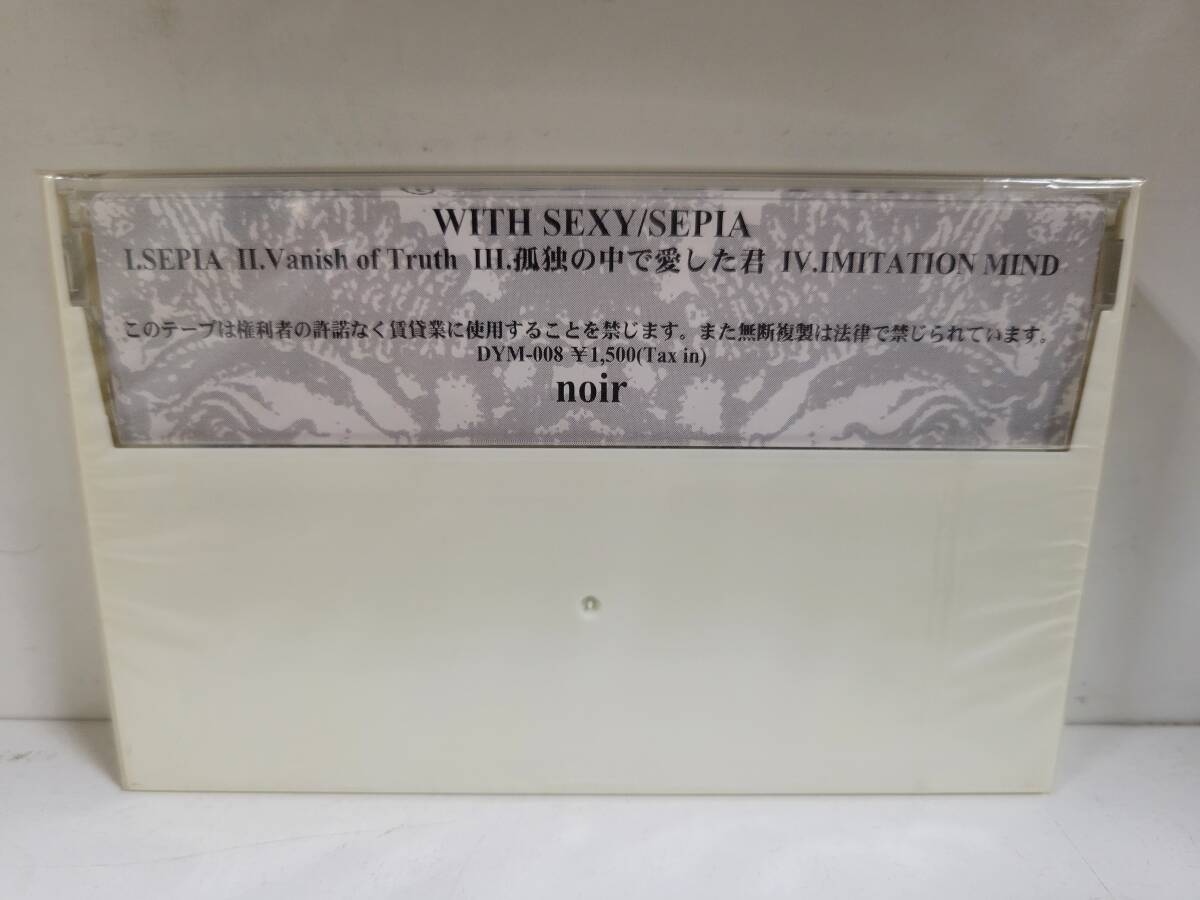 WITH SEXY/SEPIA
I.SEPIA II.Vanish of Truth III.孤独の中で愛した君 IV.IMITATION MIND
このテープは権利者の許諾なく賃貸業に使用することを禁じます。また無断複製は法律で禁じられています。
DYM-008 ¥1,500(Tax in)
noir